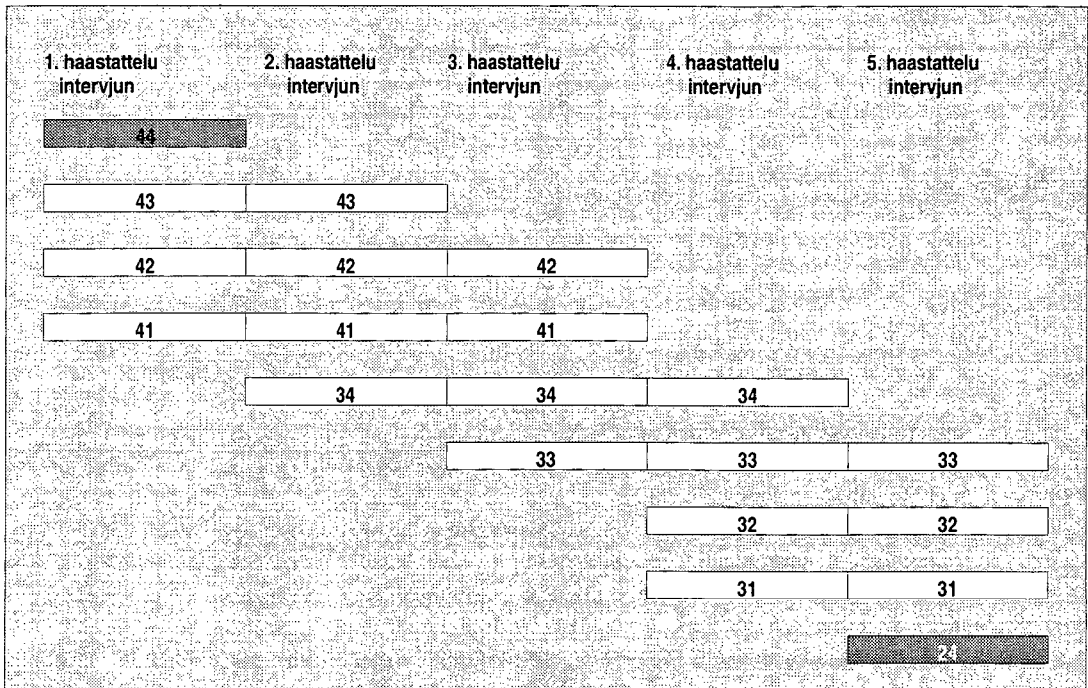 1. haastattelu 2. haastattelu 3. haastattelu 4. haastattelu 5. haastattelu
intervjun intervjun intervjun intervjun intervjun
44
43 43
42 42 42
41 41 41
34 34 34
33 33 33
32 32
31 31
24